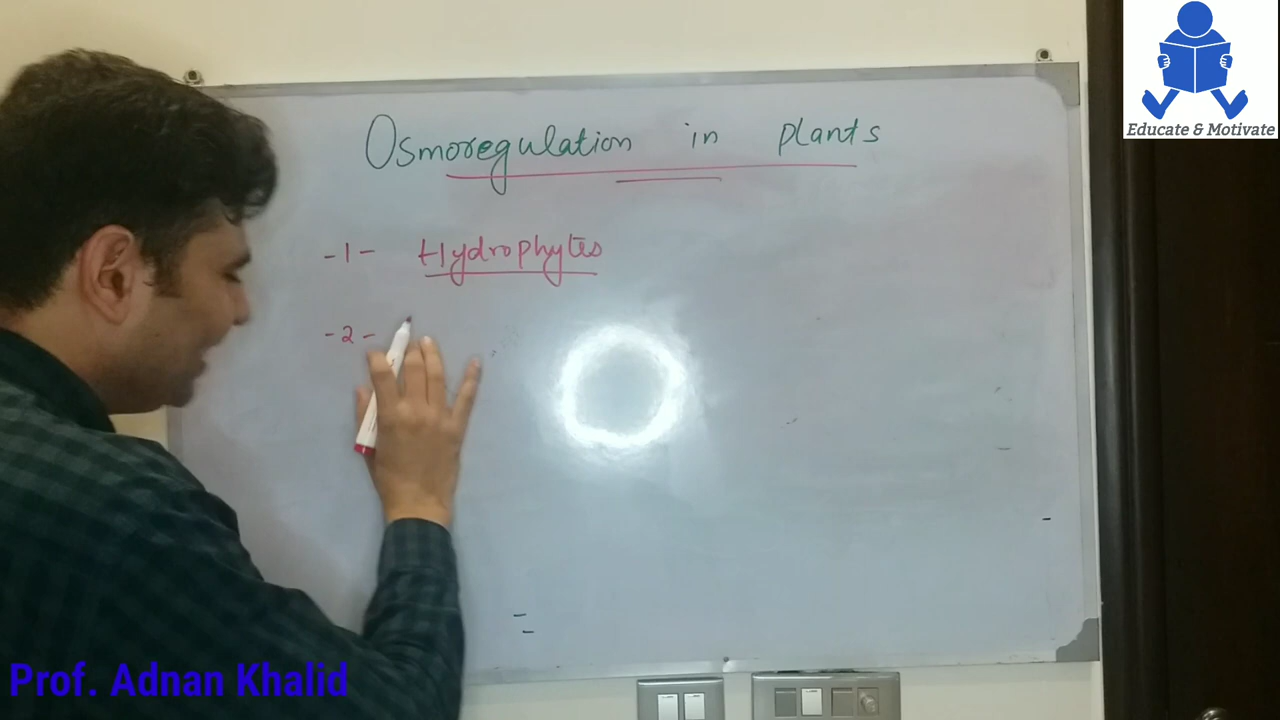 Educate & Motivate
Osmoregulation in plants
-1- Hydrophytes
-2-
Prof. Adnan Khalid